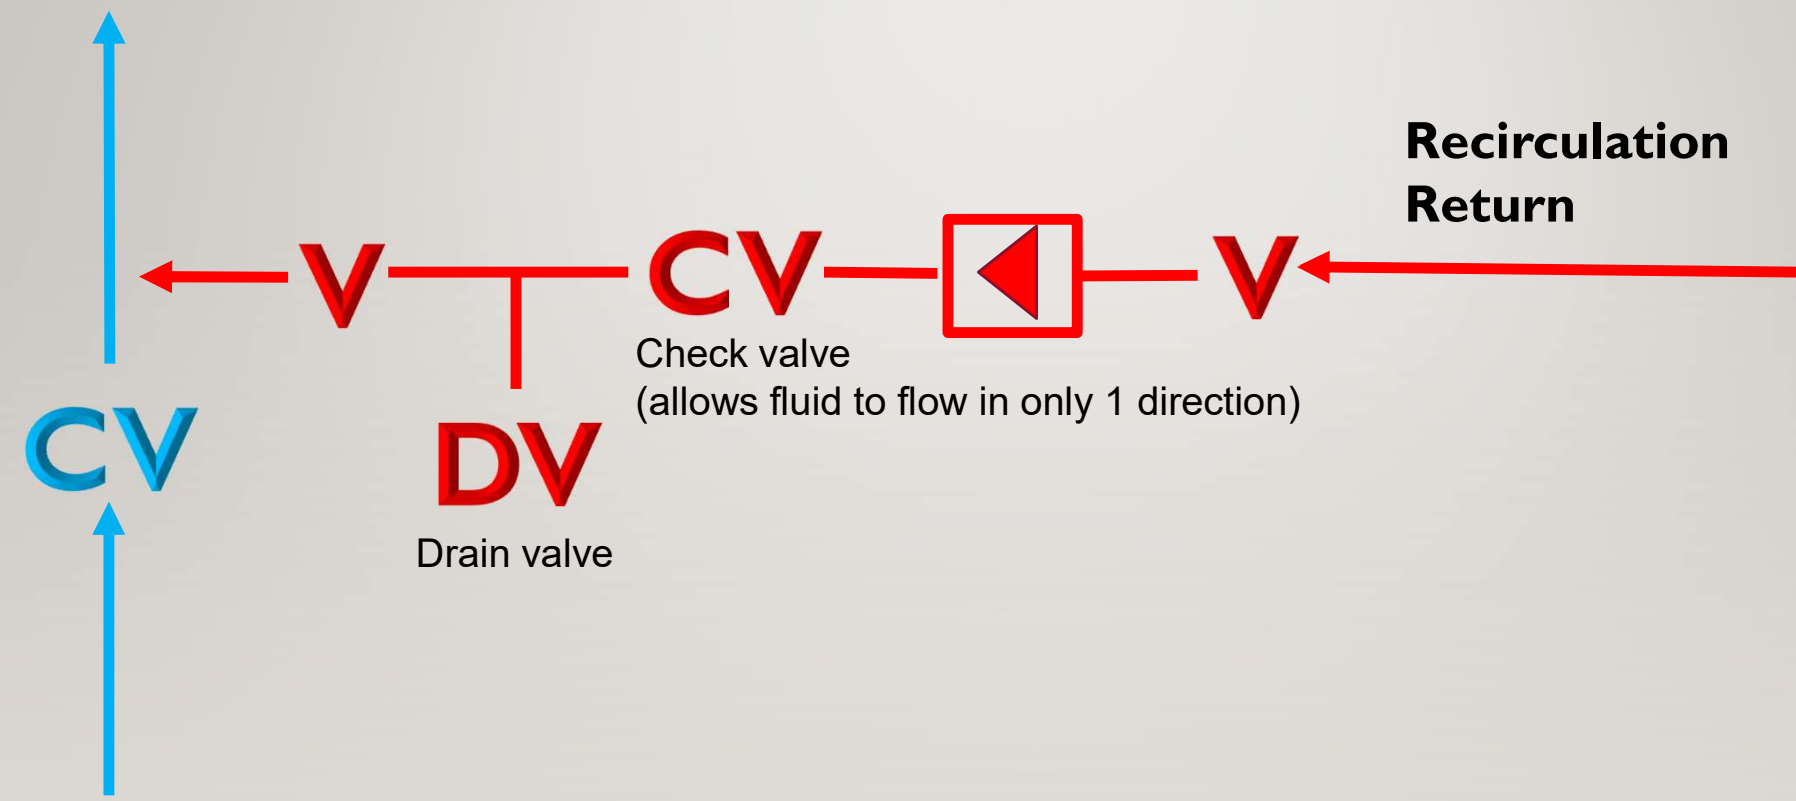 Recirculation
Return
V
CV
V
Check valve
(allows fluid to flow in only 1 direction)
CV
DV
Drain valve